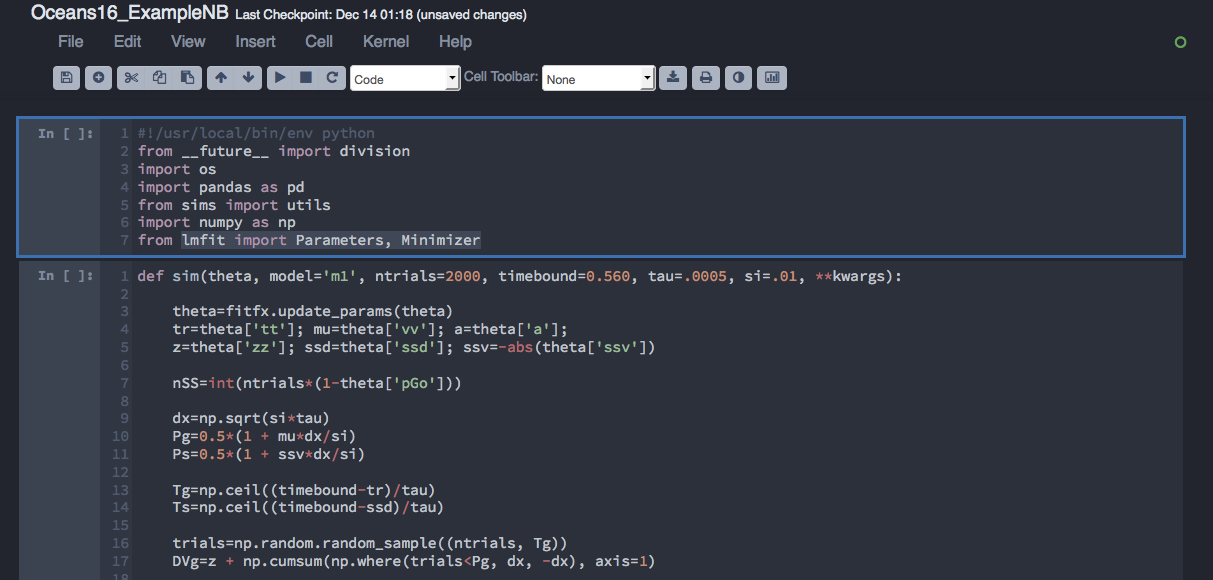 Oceans16_ExampleNB Last Checkpoint: Dec 14 01:18 (unsaved changes)
File Edit View Insert Cell Kernel Help
Code Cell Toolbar: None
In [ ]:
1 #!/usr/local/bin/env python
2 from __future__ import division
3 import os
4 import pandas as pd
5 from sims import utils
6 import numpy as np
7 from lmfit import Parameters, Minimizer
In [ ]:
1 def sim(theta, model='m1', ntrials=2000, timebound=0.560, tau=.0005, si=.01, **kwargs):
2
3 theta=fitfx.update_params(theta)
4 tr=theta['tt']; mu=theta['vv']; a=theta['a'];
5 z=theta['zz']; ssd=theta['ssd']; ssv=-abs(theta['ssv'])
6
7 nSS=int(ntrials*(1-theta['pGo']))
8
9 dx=np.sqrt(si*tau)
10 Pg=0.5*(1 + mu*dx/si)
11 Ps=0.5*(1 + ssv*dx/si)
12
13 Tg=np.ceil((timebound-tr)/tau)
14 Ts=np.ceil((timebound-ssd)/tau)
15
16 trials=np.random.random_sample((ntrials, Tg))
17 DVg=z + np.cumsum(np.where(trials<Pg, dx, -dx), axis=1)
18